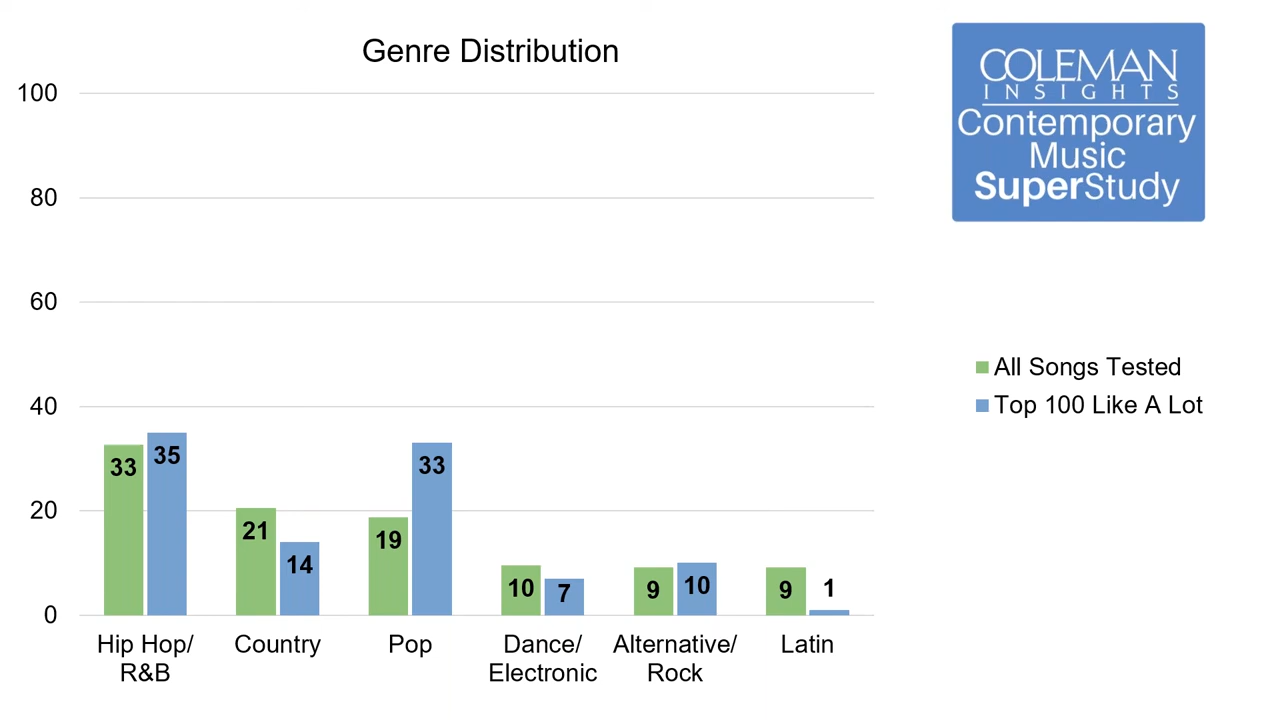 Genre Distribution
COLEMAN
INSIGHTS
Contemporary
Music
SuperStudy
100
80
60
40
20
0
33
35
21
14
19
33
10
7
9
10
9
1
Hip Hop/
R&B
Country
Pop
Dance/
Electronic
Alternative/
Rock
Latin
All Songs Tested
Top 100 Like A Lot